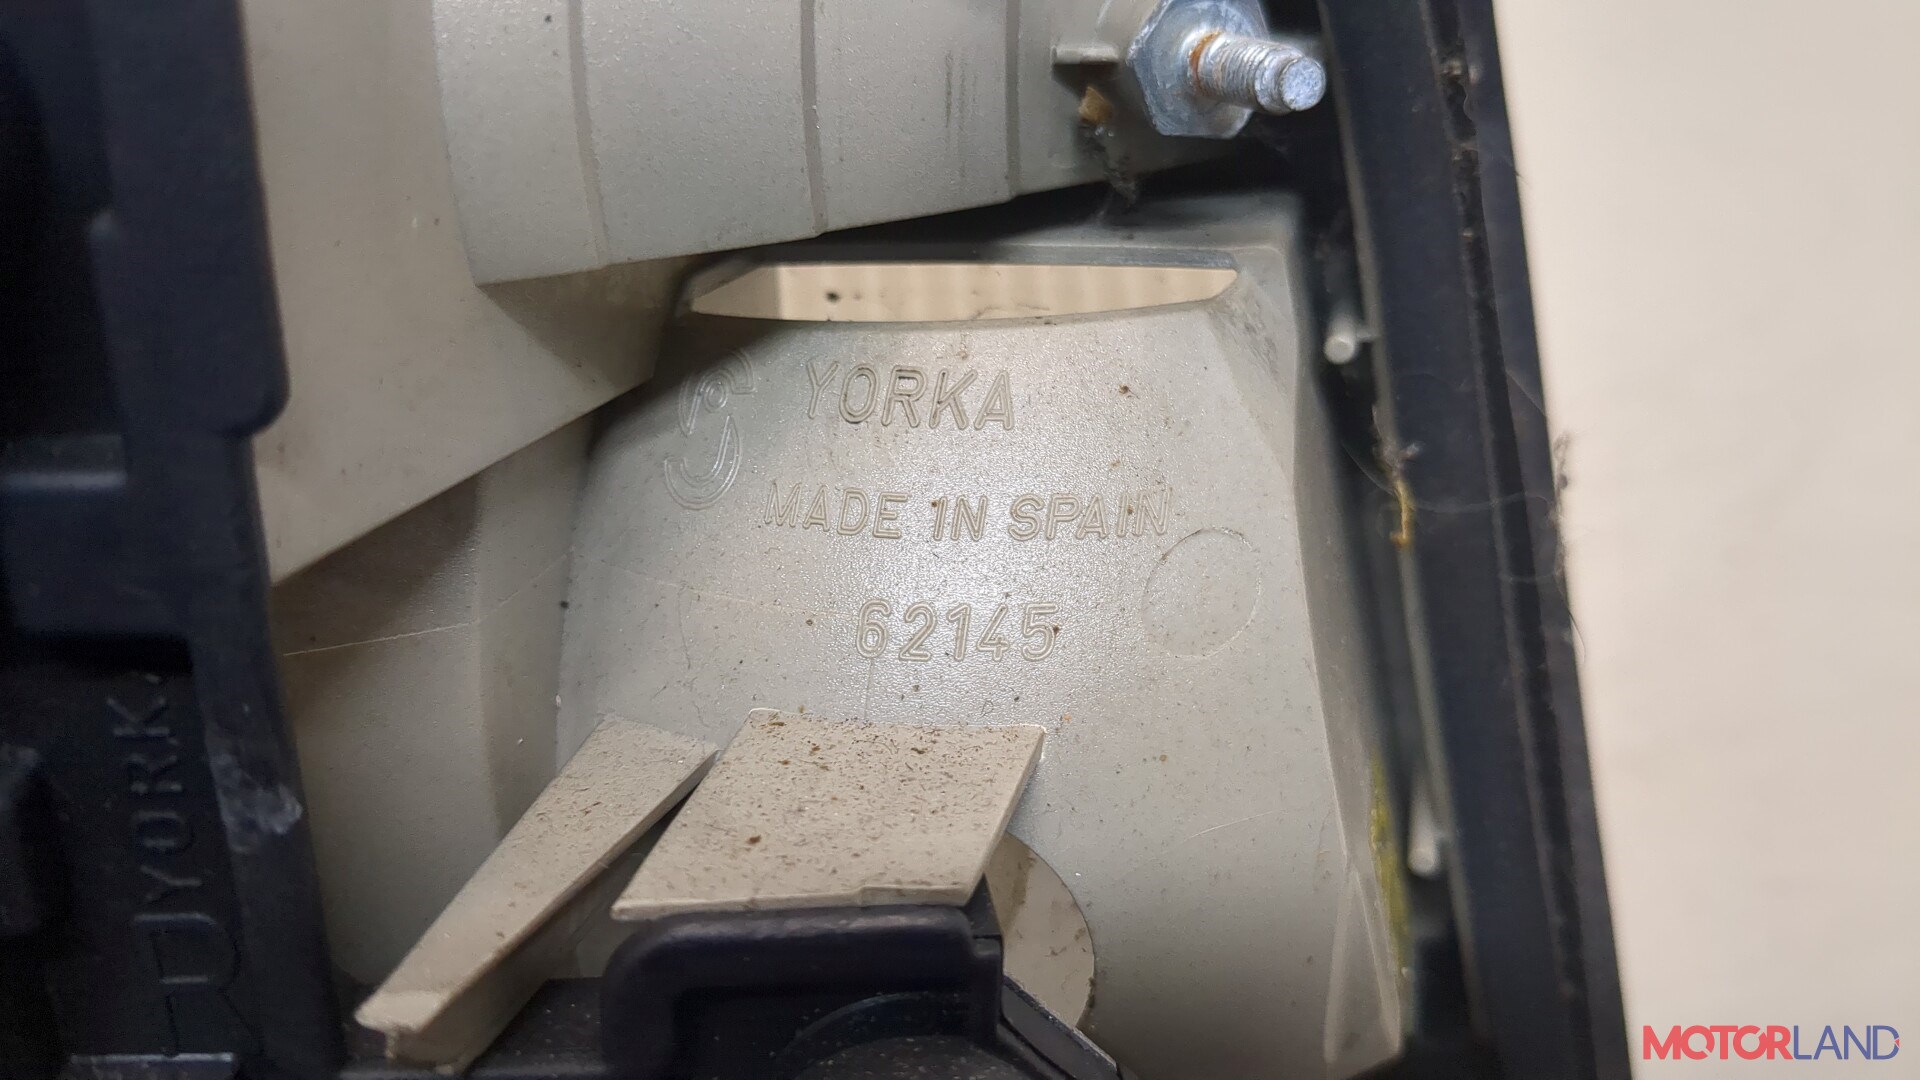 YORKA
MADE IN SPAIN
62145
YORK
MOTORLAND